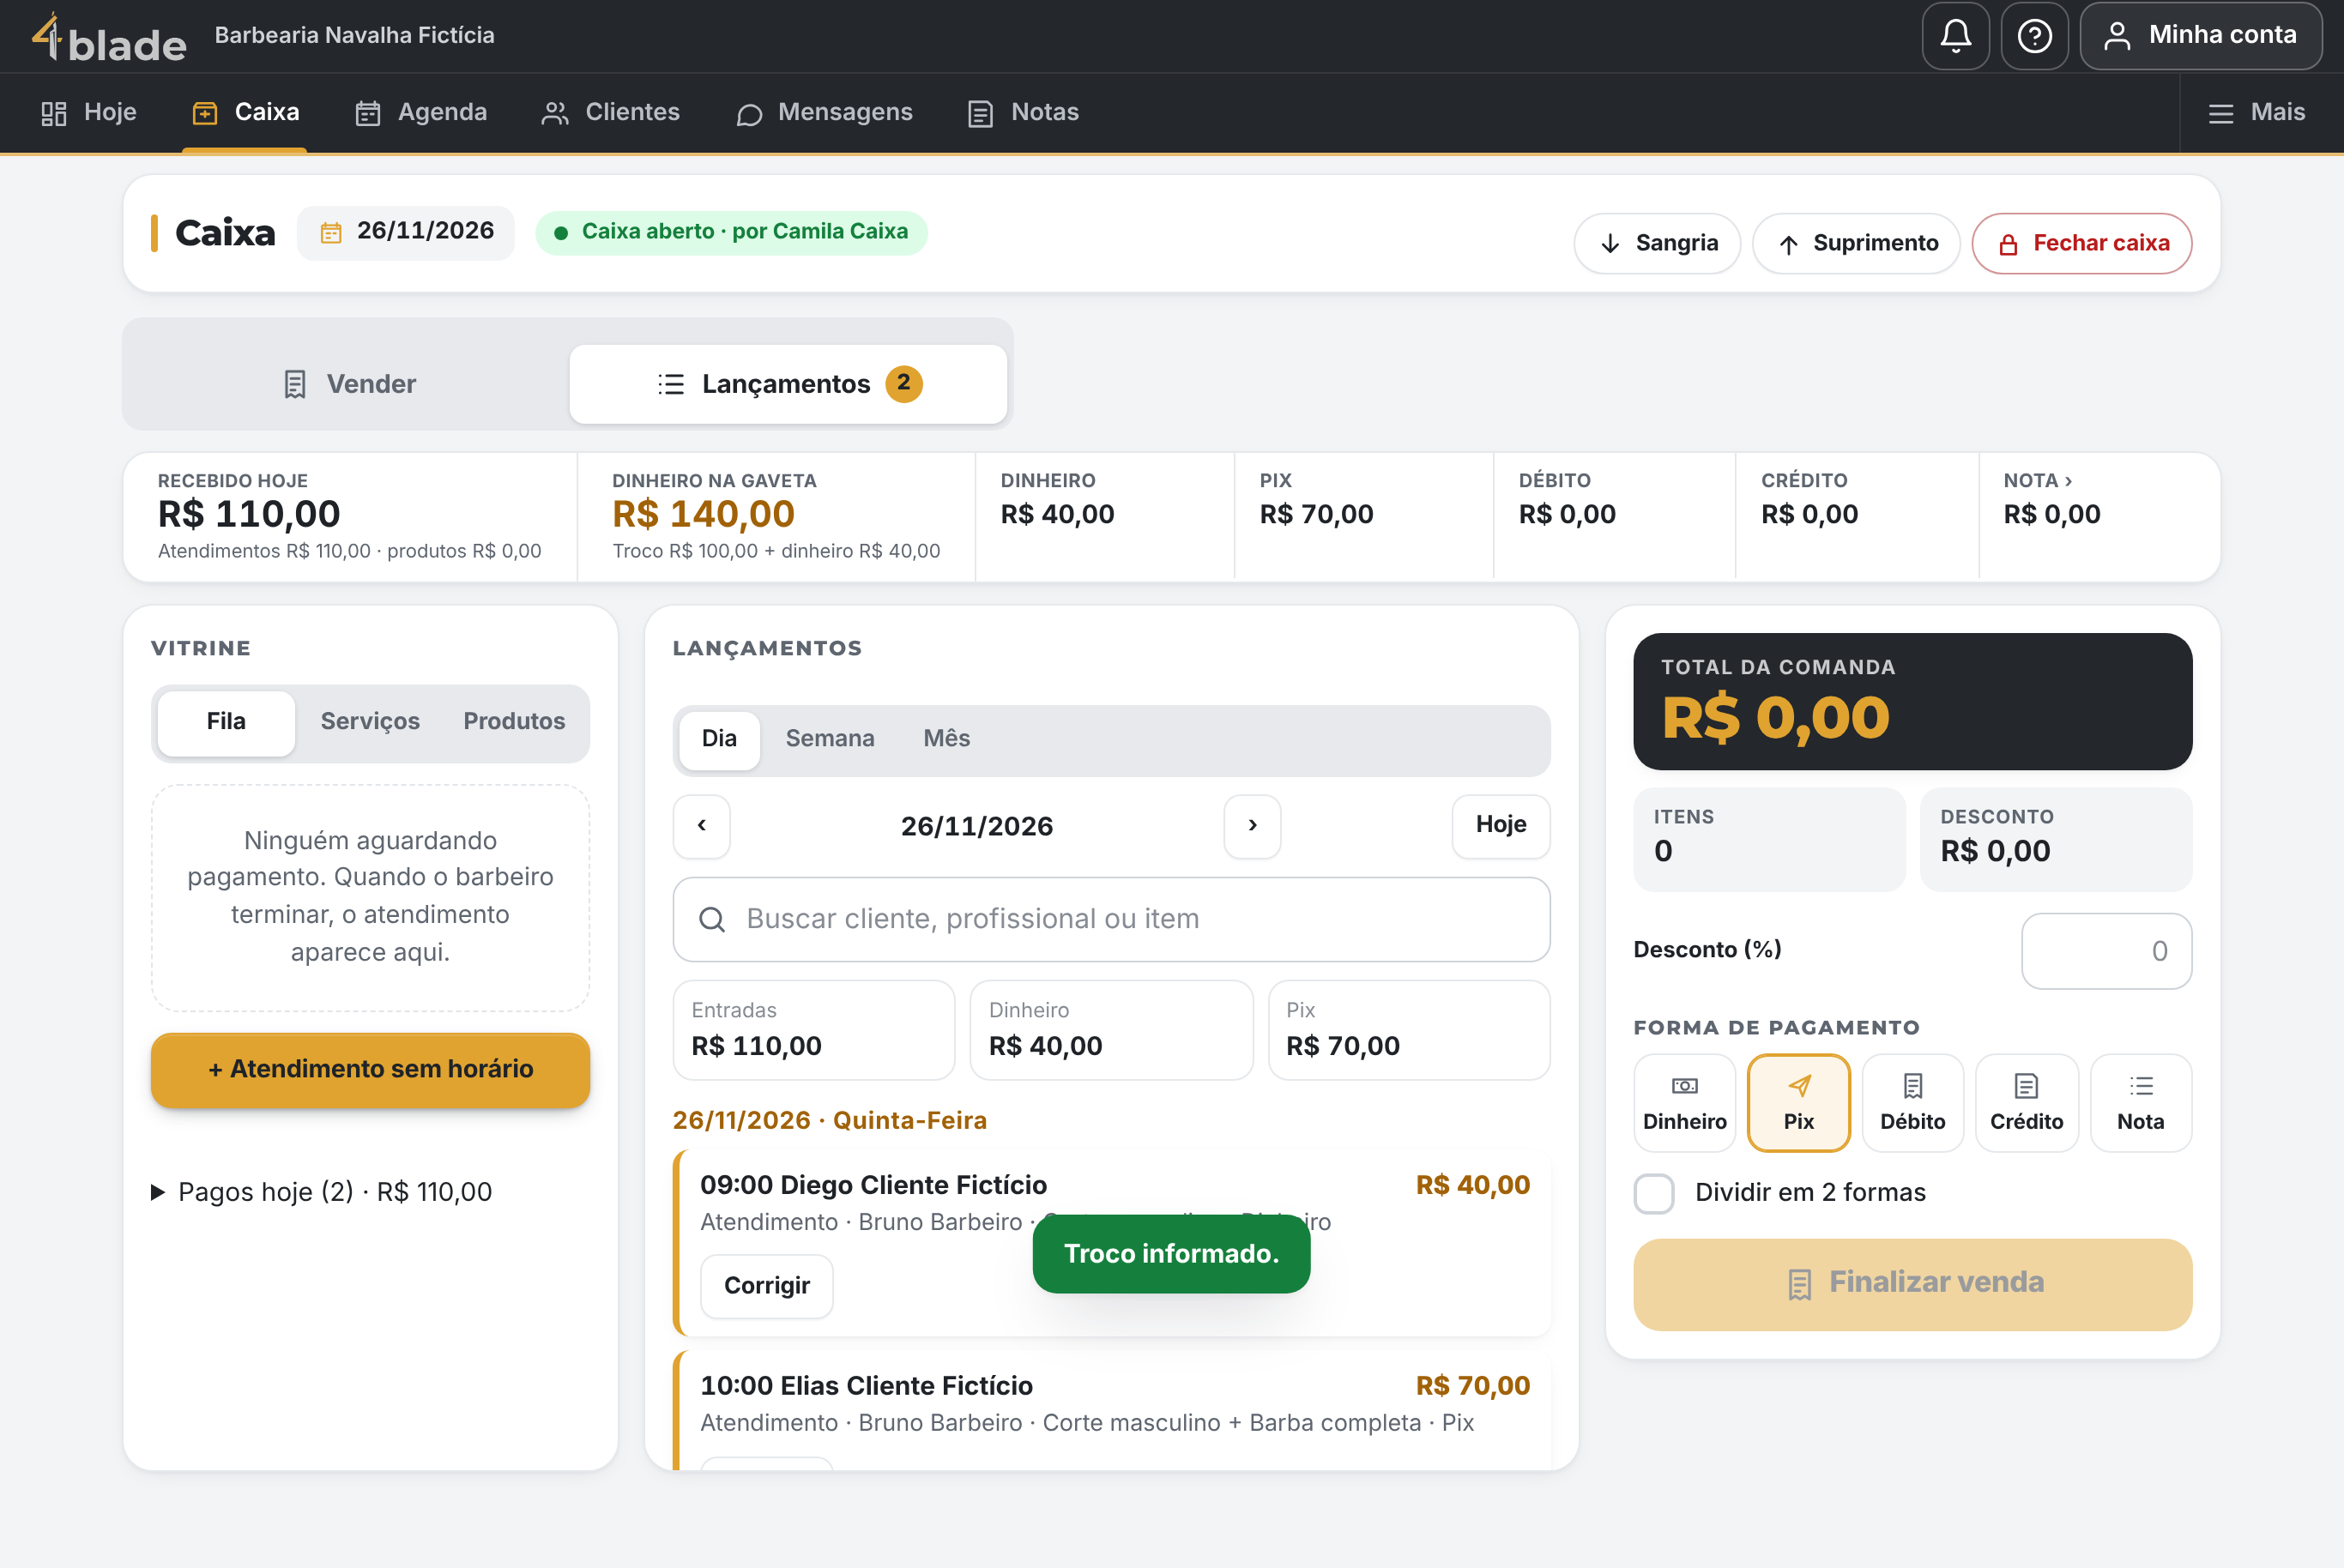 4blade
Barbearia Navalha Fictícia
Minha conta
Hoje
Caixa
Agenda
Clientes
Mensagens
Notas
Mais
Caixa
26/11/2026
Caixa aberto · por Camila Caixa
Sangria
Suprimento
Fechar caixa
Vender
Lançamentos 2
RECEBIDO HOJE
R$ 110,00
Atendimentos R$ 110,00 · produtos R$ 0,00
DINHEIRO NA GAVETA
R$ 140,00
Troco R$ 100,00 + dinheiro R$ 40,00
DINHEIRO
R$ 40,00
PIX
R$ 70,00
DÉBITO
R$ 0,00
CRÉDITO
R$ 0,00
NOTA ›
R$ 0,00
VITRINE
Fila
Serviços
Produtos
Ninguém aguardando
pagamento. Quando o barbeiro
terminar, o atendimento
aparece aqui.
+ Atendimento sem horário
▶ Pagos hoje (2) · R$ 110,00
LANÇAMENTOS
Dia
Semana
Mês
‹
26/11/2026
›
Hoje
Buscar cliente, profissional ou item
Entradas
R$ 110,00
Dinheiro
R$ 40,00
Pix
R$ 70,00
26/11/2026 · Quinta-Feira
09:00 Diego Cliente Fictício
R$ 40,00
Atendimento · Bruno Barbeiro ·
Corrigir
Troco informado.
10:00 Elias Cliente Fictício
R$ 70,00
Atendimento · Bruno Barbeiro · Corte masculino + Barba completa · Pix
TOTAL DA COMANDA
R$ 0,00
ITENS
0
DESCONTO
R$ 0,00
Desconto (%)
0
FORMA DE PAGAMENTO
Dinheiro
Pix
Débito
Crédito
Nota
Dividir em 2 formas
Finalizar venda